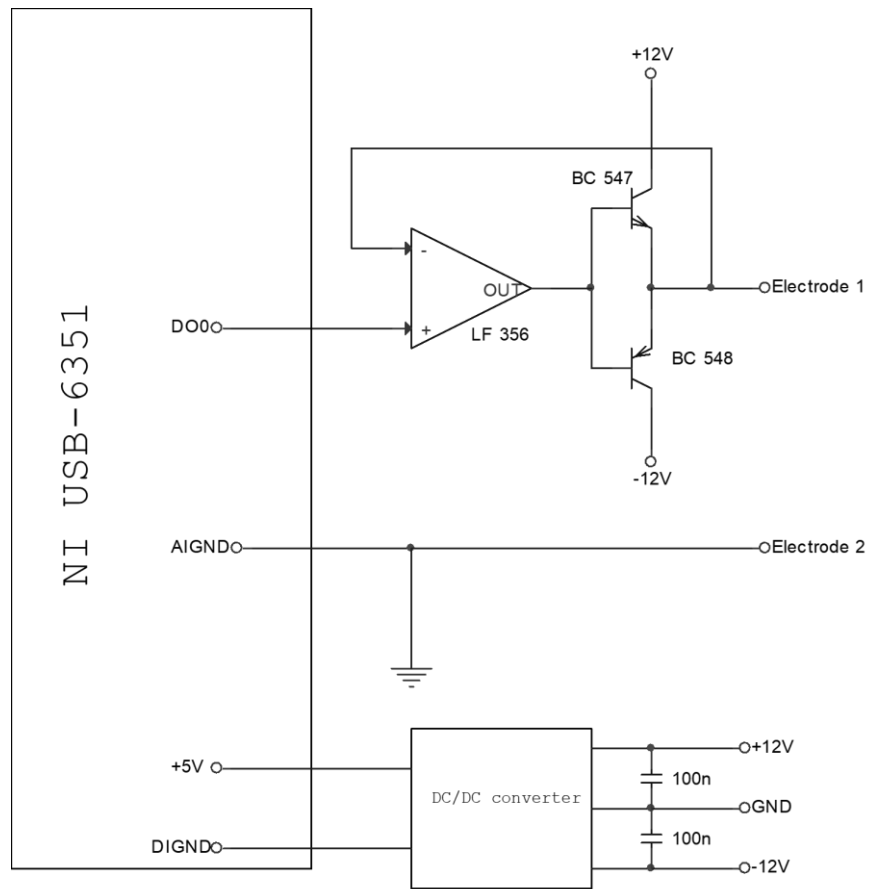 +12V
BC 547
-
OUT
Electrode 1
DO0
+
LF 356
BC 548
NI USB-6351
-12V
AIGND
Electrode 2
+5V
+12V
DC/DC converter
100n
GND
DIGND
100n
-12V